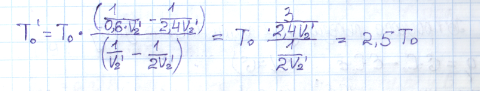 T₀' = T₀ · (1/(0,6·V₂') − 1/(2,4V₂')) / (1/V₂' − 1/(2V₂')) = T₀ · (3/(2,4V₂')) / (1/(2V₂')) = 2,5 T₀